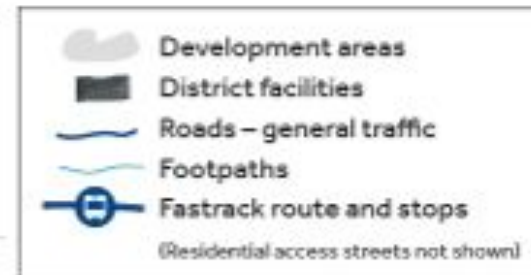 Development areas
District facilities
Roads – general traffic
Footpaths
Fastrack route and stops
(Residential access streets not shown)